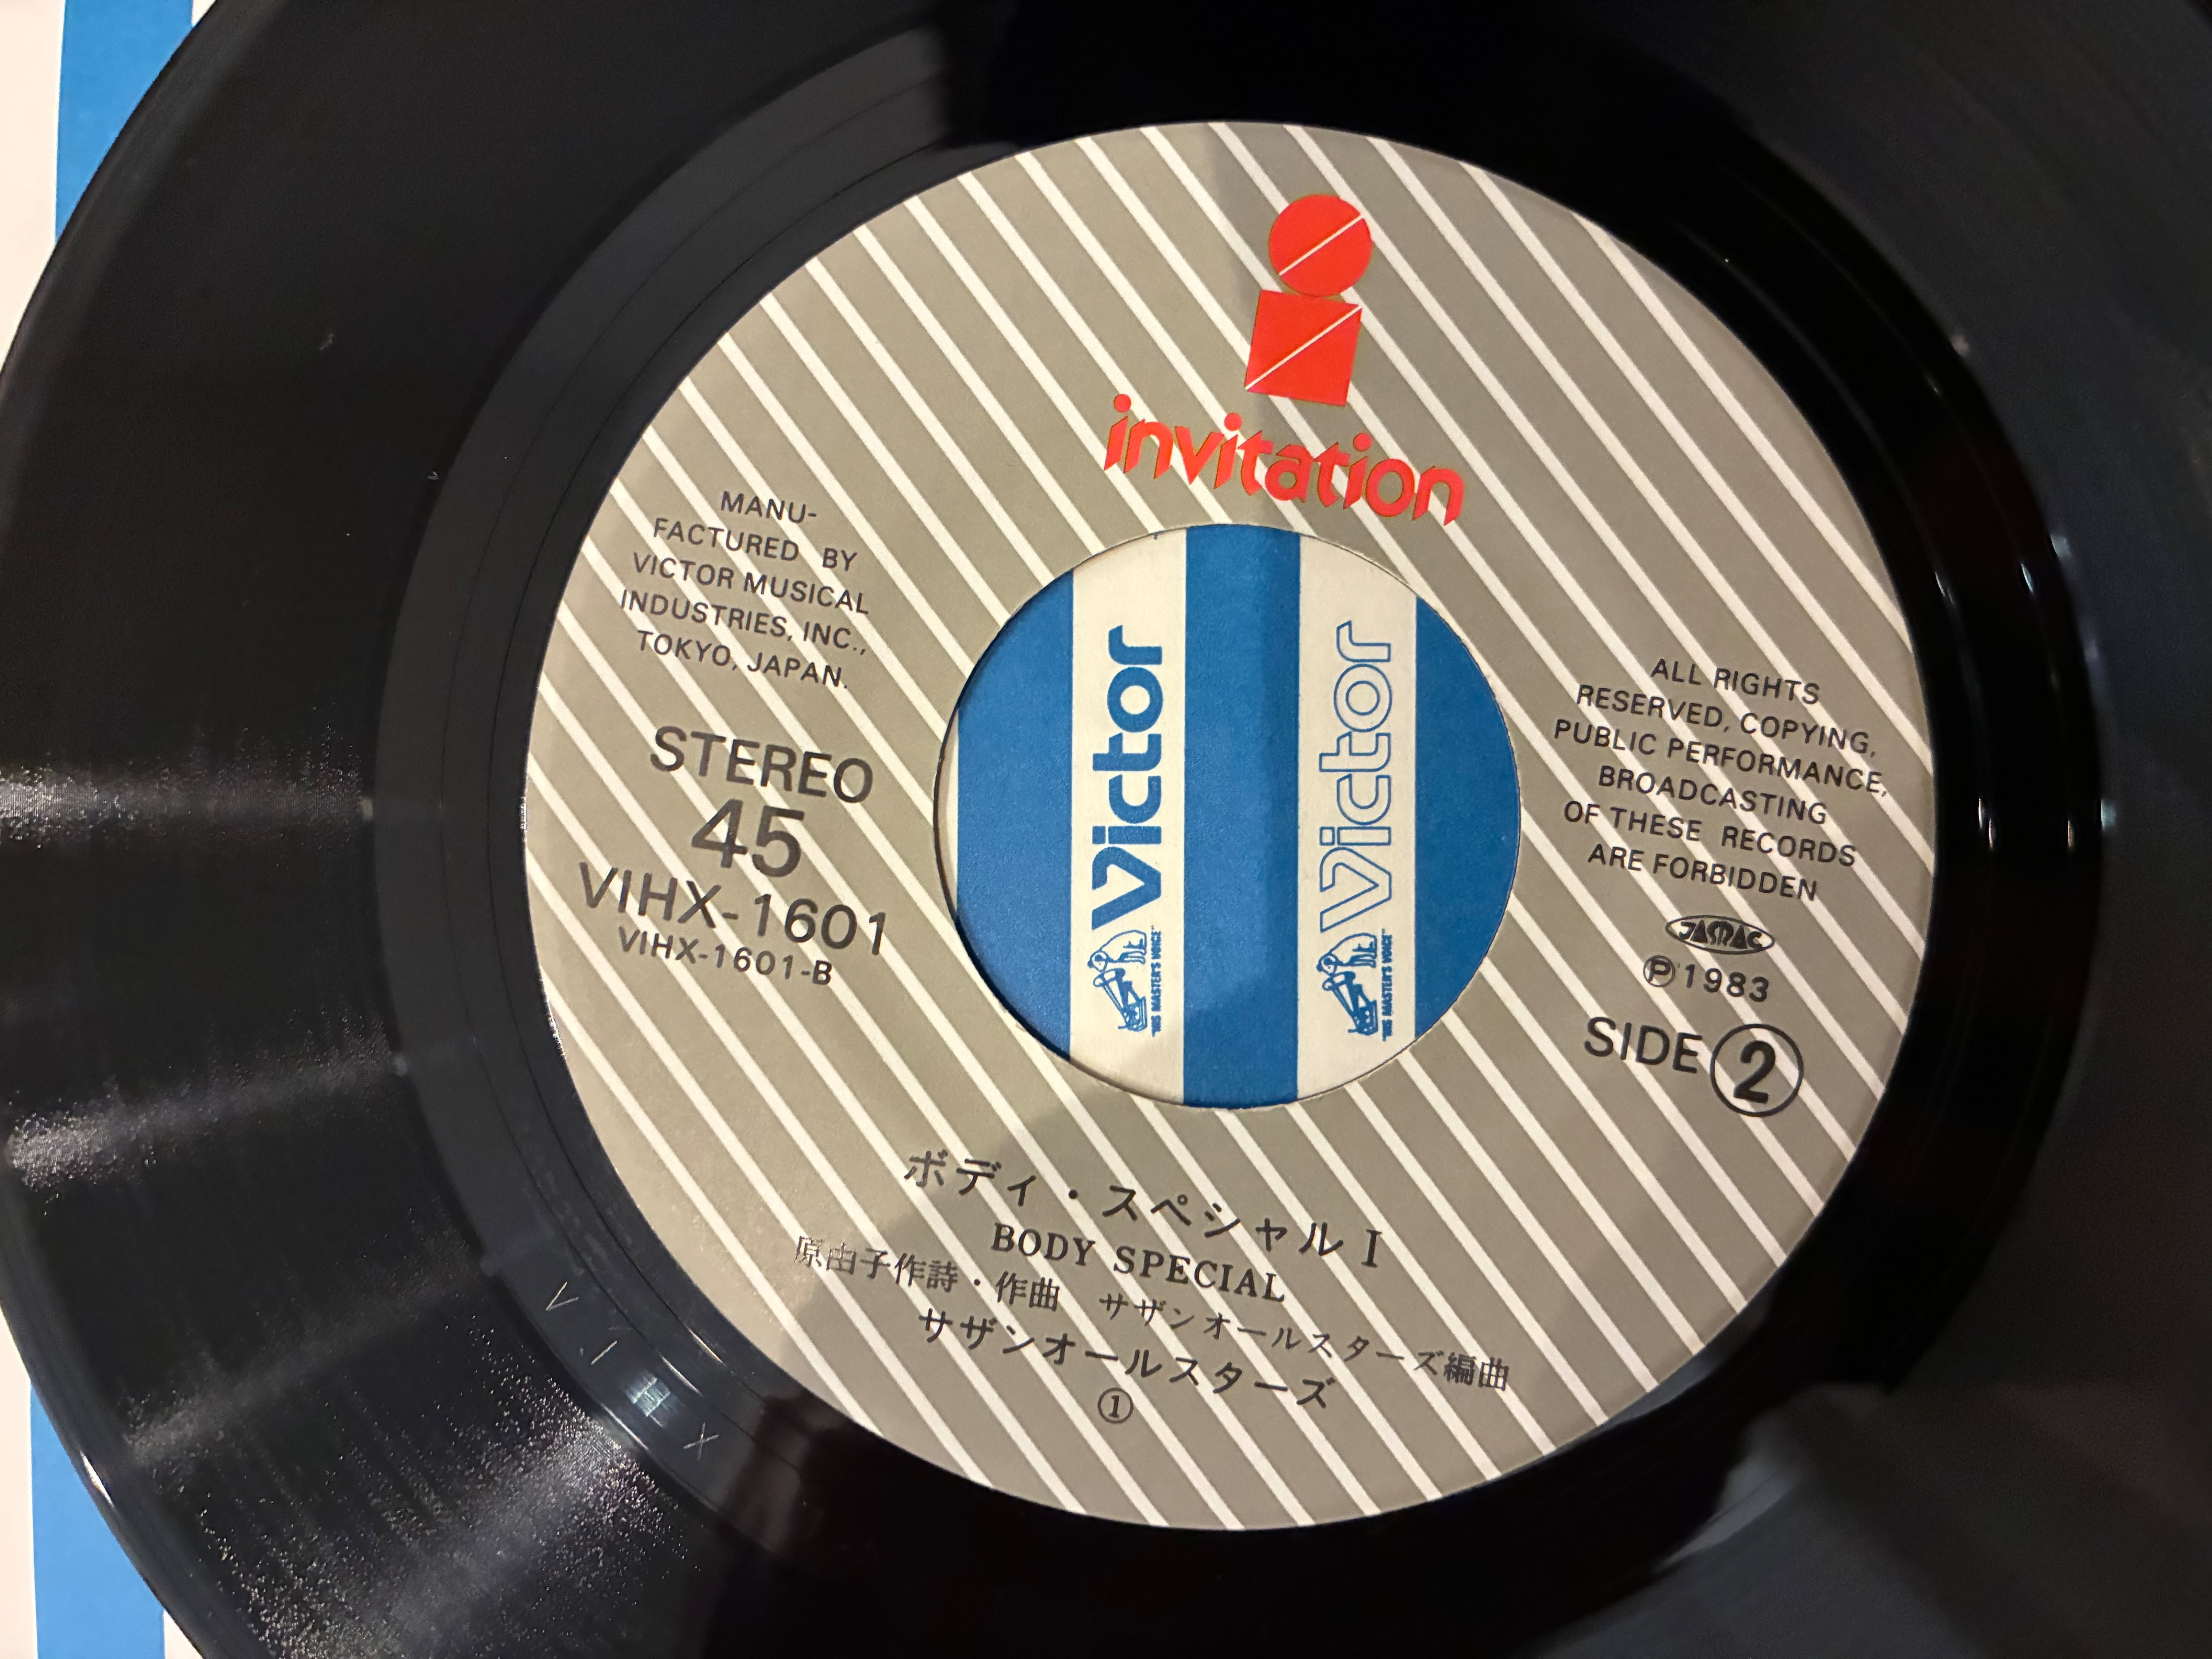 invitation
MANU-
FACTURED BY
VICTOR MUSICAL
INDUSTRIES, INC.,
TOKYO, JAPAN.
STEREO
45
VIHX-1601
VIHX-1601-B
Victor
"HIS MASTER'S VOICE"
Victor
"HIS MASTER'S VOICE"
ALL RIGHTS
RESERVED, COPYING,
PUBLIC PERFORMANCE,
BROADCASTING
OF THESE RECORDS
ARE FORBIDDEN
JASRAC
Ⓟ1983
SIDE ②
ボディ・スペシャル I
BODY SPECIAL
原由子作詩・作曲 サザンオールスターズ編曲
サザンオールスターズ
①
V I X